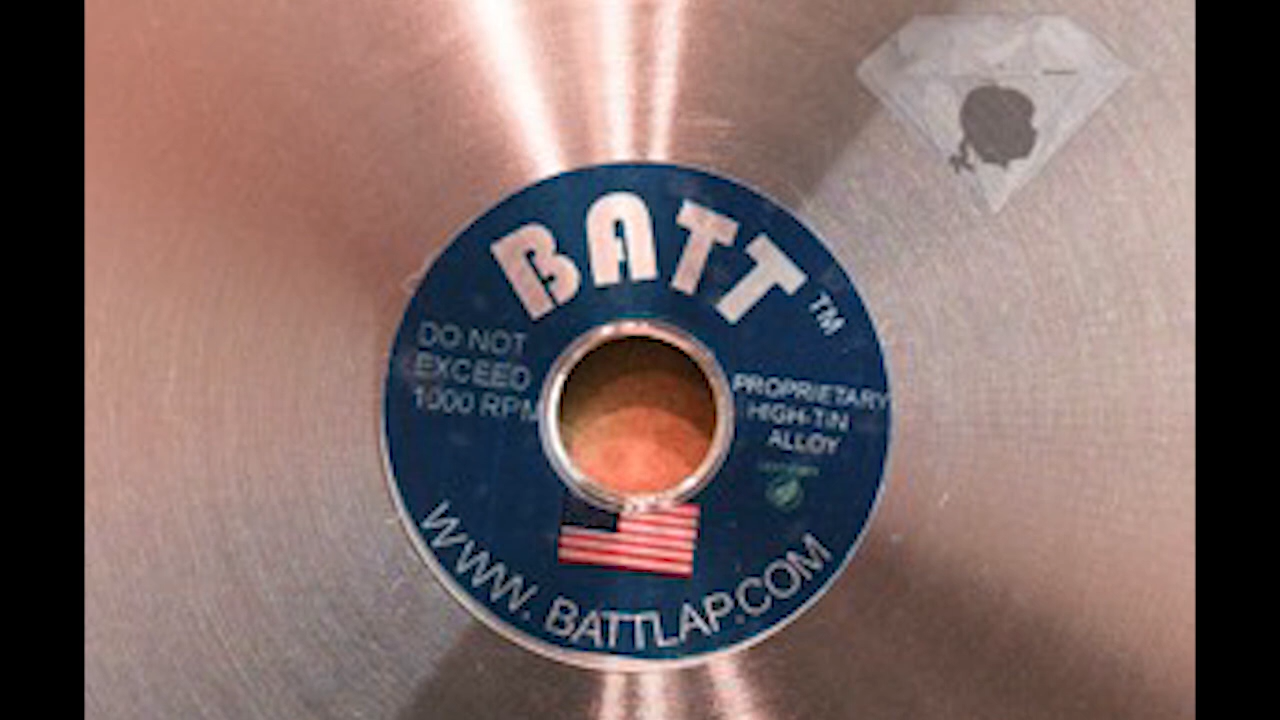 BATT™
DO NOT
EXCEED
1000 RPM
PROPRIETARY
HIGH-TIN
ALLOY
WWW.BATTLAP.COM